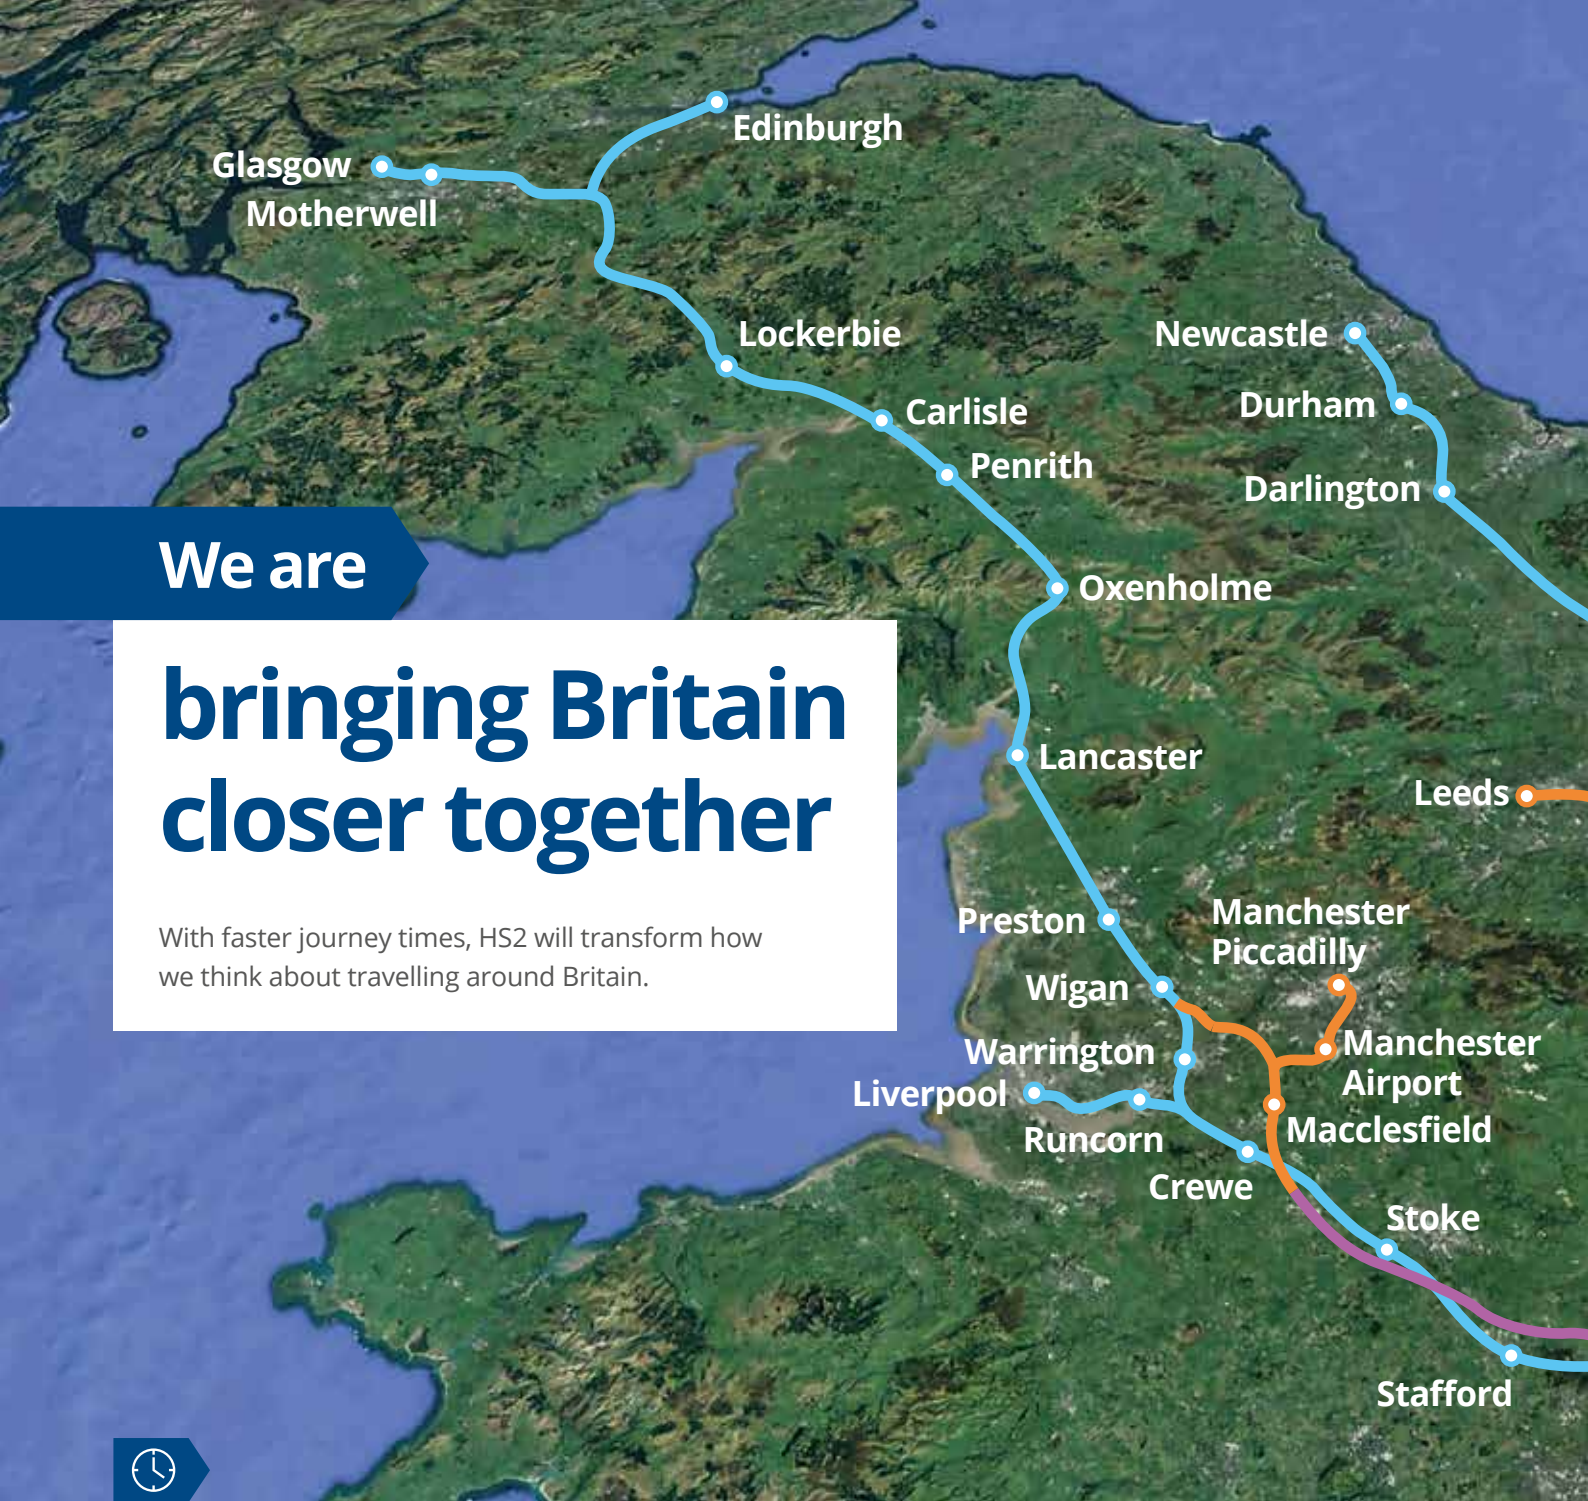 Edinburgh
Glasgow
Motherwell
Lockerbie
Newcastle
Durham
Carlisle
Penrith
Darlington
We are
Oxenholme
bringing Britain
closer together
Lancaster
Leeds
With faster journey times, HS2 will transform how
we think about travelling around Britain.
Preston
Manchester
Piccadilly
Wigan
Warrington
Manchester
Airport
Liverpool
Macclesfield
Runcorn
Crewe
Stoke
Stafford